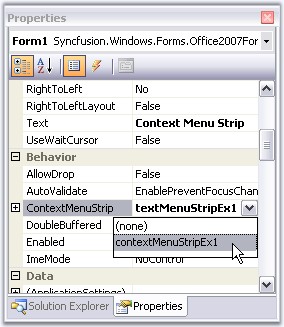 Properties
Form1 Syncfusion.Windows.Forms.Office2007For
RightToLeft No
RightToLeftLayout False
Text Context Menu Strip
UseWaitCursor False
Behavior
AllowDrop False
AutoValidate EnablePreventFocusChan
ContextMenuStrip textMenuStripEx1
DoubleBuffered (none)
Enabled contextMenuStripEx1
ImeMode NoControl
Data
(ApplicationSettings)
Solution Explorer Properties